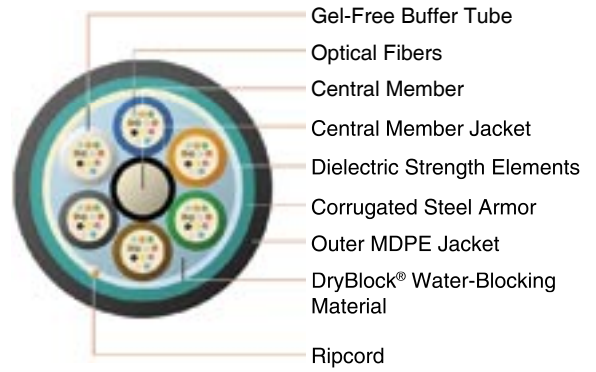 Gel-Free Buffer Tube
Optical Fibers
Central Member
Central Member Jacket
Dielectric Strength Elements
Corrugated Steel Armor
Outer MDPE Jacket
DryBlock® Water-Blocking
Material
Ripcord